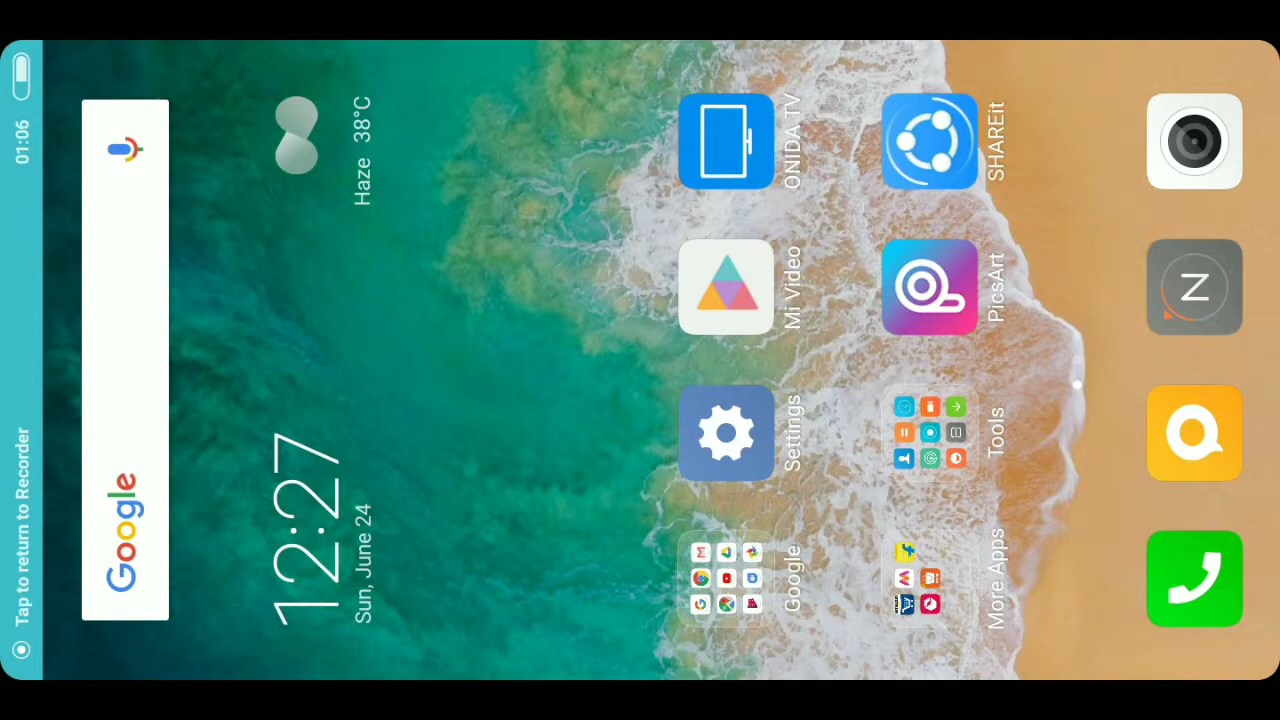 Tap to return to Recorder
01:06
Google
12:27
Sun, June 24
Haze 38°C
Google
Settings
Mi Video
ONIDA TV
More Apps
Tools
PicsArt
SHAREit
Z